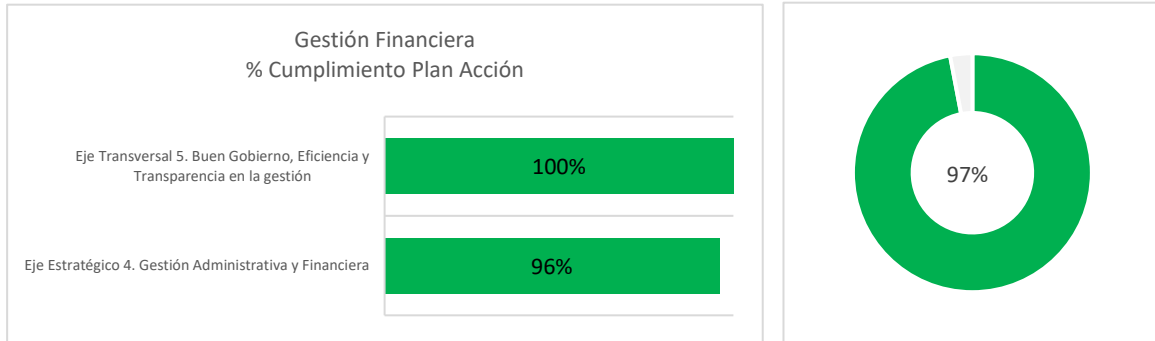 Gestión Financiera
% Cumplimiento Plan Acción
Eje Transversal 5. Buen Gobierno, Eficiencia y
Transparencia en la gestión
100%
Eje Estratégico 4. Gestión Administrativa y Financiera
96%
97%